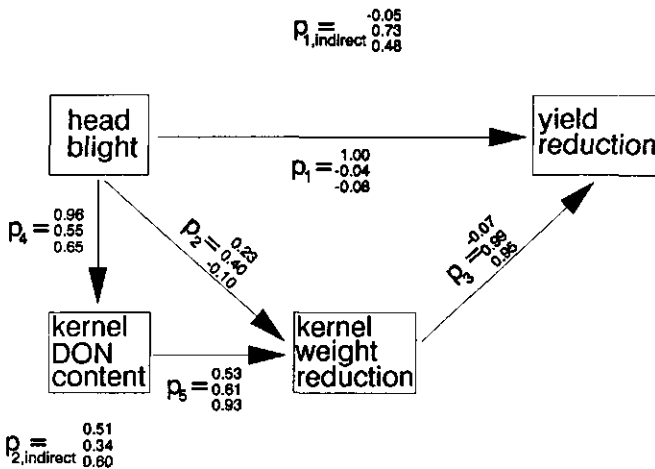 p1,indirect = -0.05
0.73
0.48
head
blight
yield
reduction
p1 = 1.00
-0.04
-0.08
p4 = 0.96
0.55
0.65
p2 = 0.23
0.40
-0.10
p3 = -0.07
0.99
0.95
kernel
DON
content
kernel
weight
reduction
p5 = 0.53
0.61
0.93
p2,indirect = 0.51
0.34
0.60